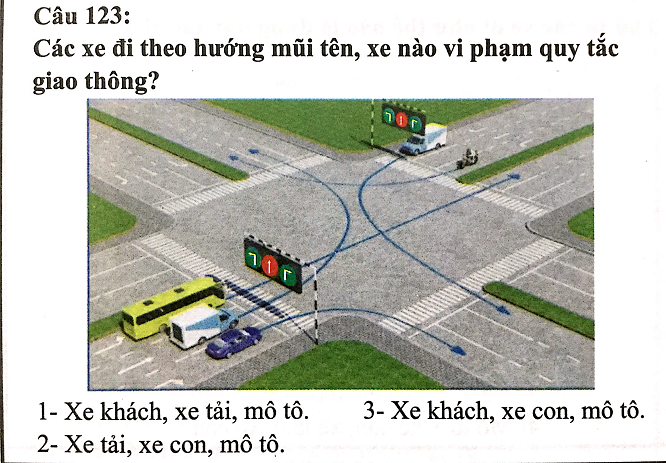 Câu 123:
Các xe đi theo hướng mũi tên, xe nào vi phạm quy tắc
giao thông?
1- Xe khách, xe tải, mô tô.
3- Xe khách, xe con, mô tô.
2- Xe tải, xe con, mô tô.